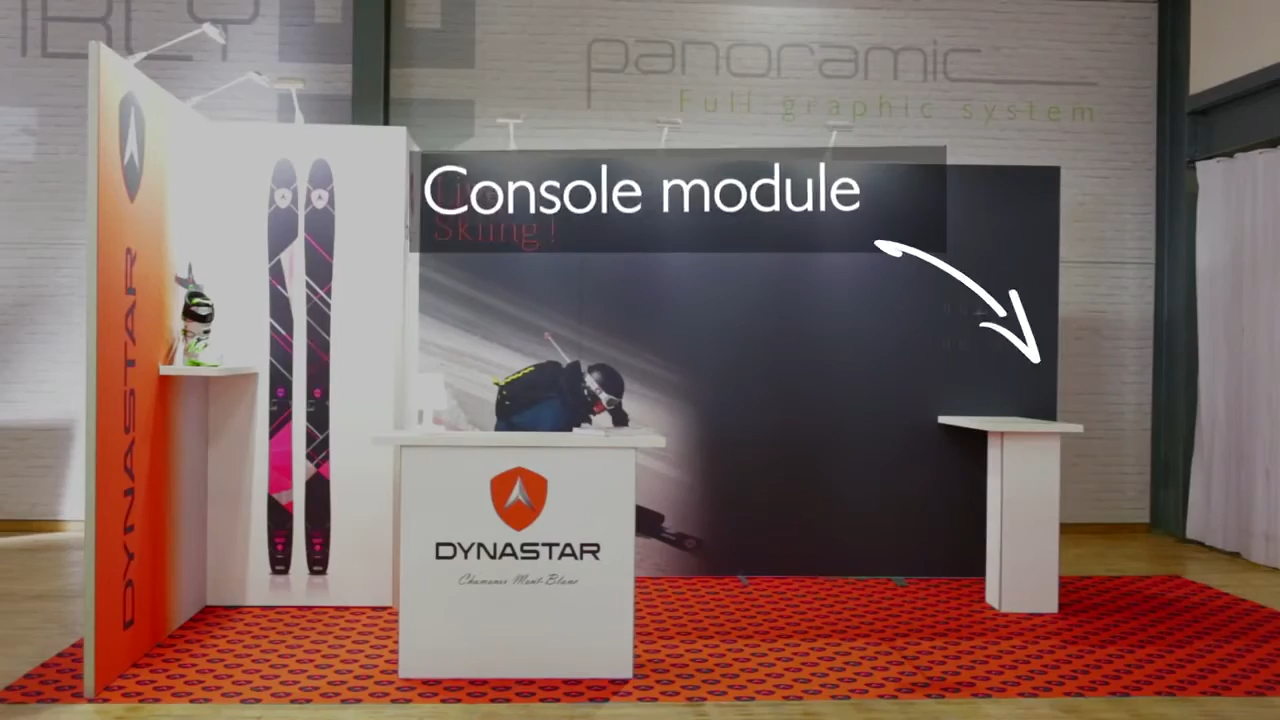 panoramic
Full graphic system
Console module
Skiing !
DYNASTAR
DYNASTAR
Chamonix Mont-Blanc